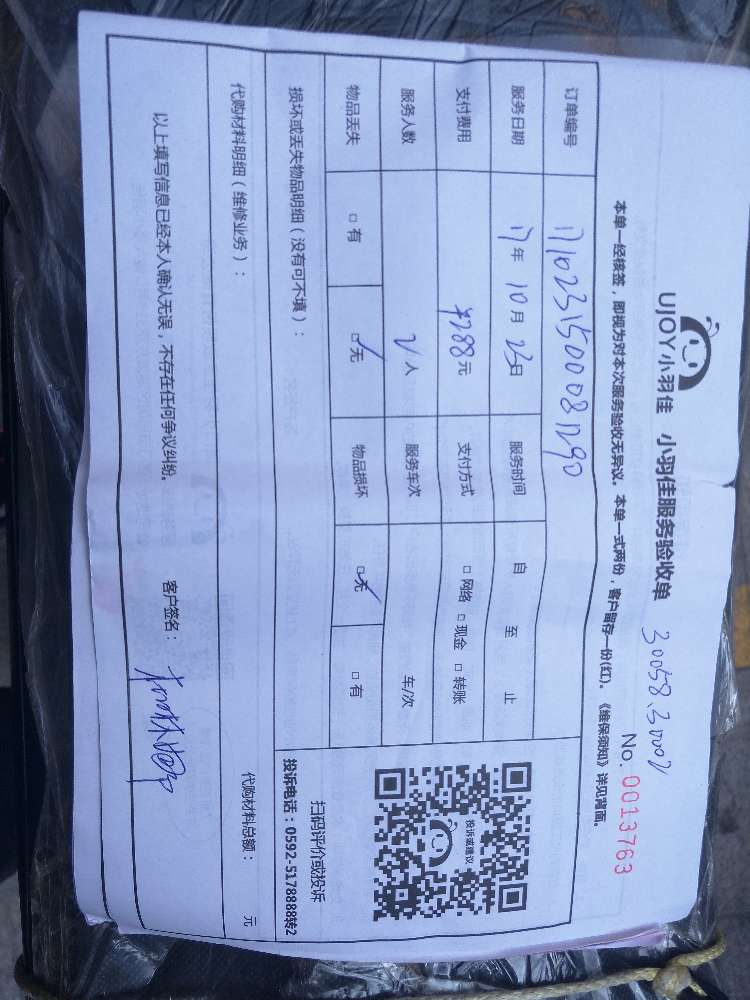 UJOY小羽佳 小羽佳服务验收单 30058.30002
No. 0013763
本单一经核签，即视为对本次服务验收无异议。本单一式两份，客户留存一份(红)。《维保须知》详见背面。
订单编号 1710231500081290
服务日期 17年 10月 23日 服务时间 自 至 止
支付费用 ¥288元 支付方式 □ 网络 □ 现金 □ 转账
服务人数 2人 服务车次 车/次
物品丢失 □ 有 ☑ 无 物品损坏 ☑ 无 □ 有
投诉或建议
扫码评价或投诉
投诉电话：0592-5178888转2
损坏或丢失物品明细（没有可不填）：
代购材料明细（维修业务）： 代购材料总额： 元
以上填写信息已经本人确认无误，不存在任何争议纠纷。 客户签名：